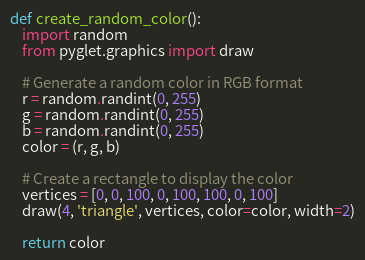 def create_random_color():
import random
from pyglet.graphics import draw
# Generate a random color in RGB format
r = random.randint(0, 255)
g = random.randint(0, 255)
b = random.randint(0, 255)
color = (r, g, b)
# Create a rectangle to display the color
vertices = [0, 0, 100, 0, 100, 100, 0, 100]
draw(4, 'triangle', vertices, color=color, width=2)
return color